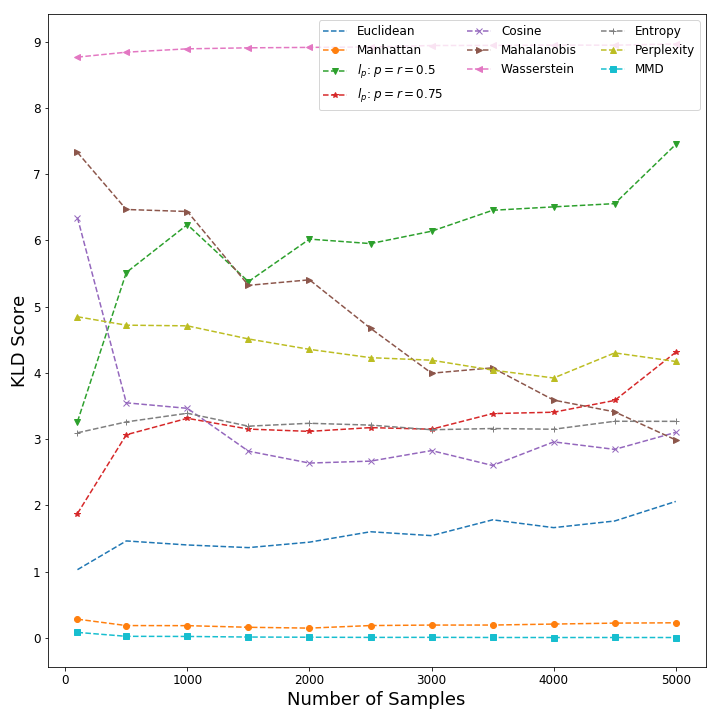 Euclidean
Manhattan
l_p: p = r = 0.5
l_p: p = r = 0.75
Cosine
Mahalanobis
Wasserstein
Entropy
Perplexity
MMD
9
8
7
6
5
4
3
2
1
0
KLD Score
0 1000 2000 3000 4000 5000
Number of Samples